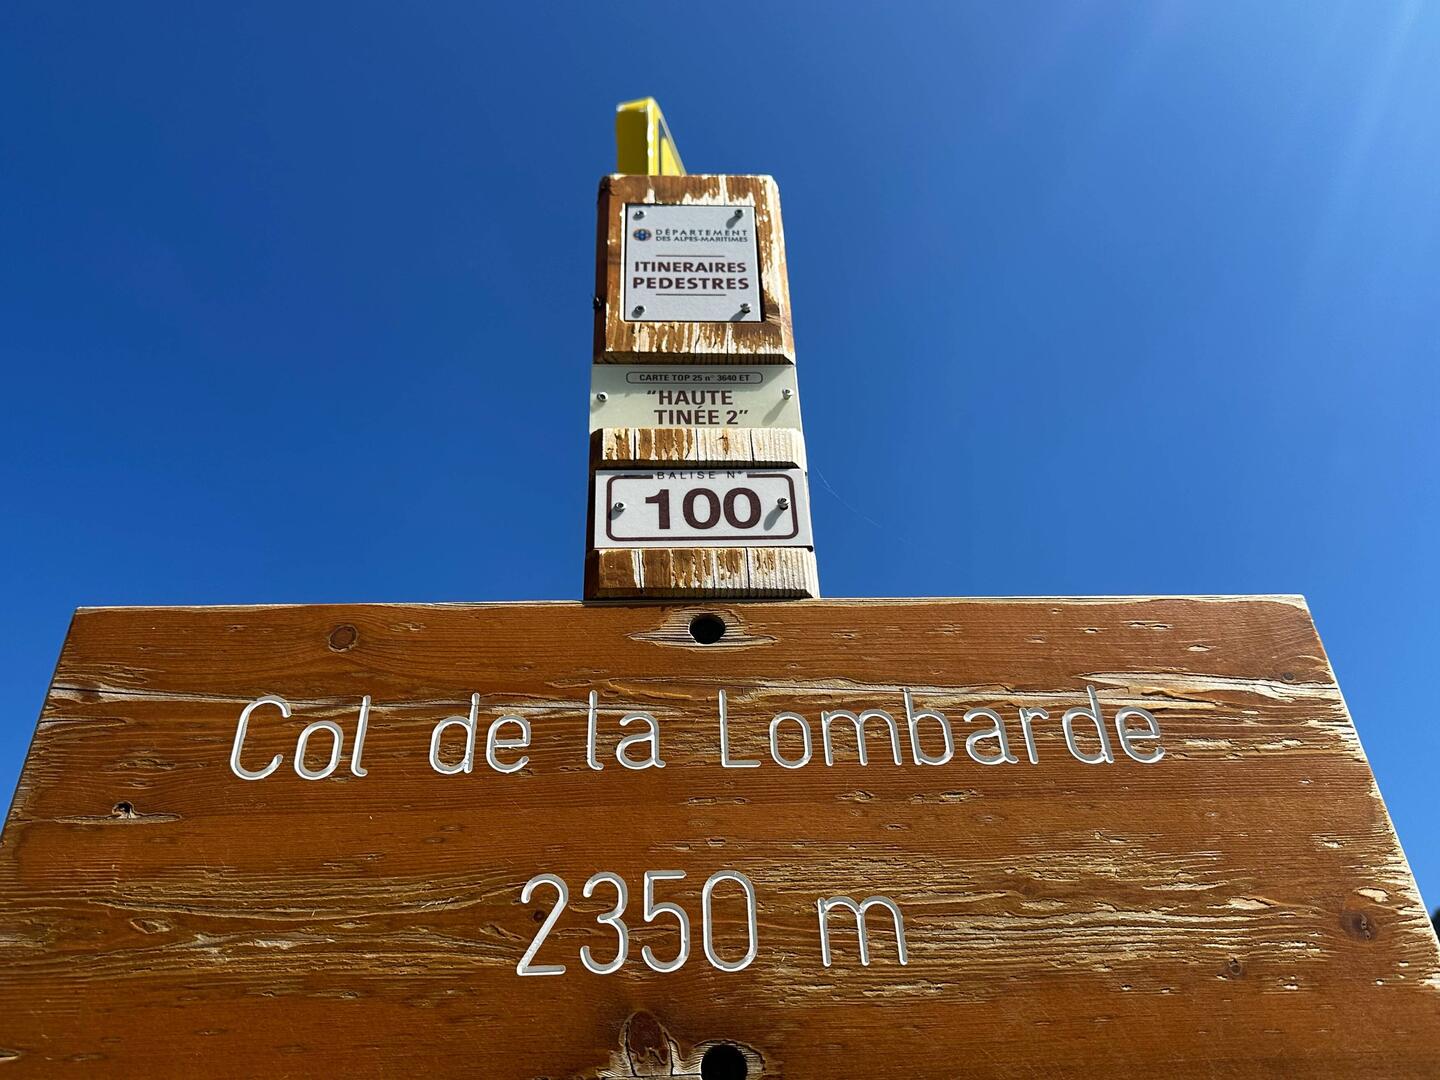 DÉPARTEMENT
DES ALPES-MARITIMES
ITINERAIRES
PEDESTRES
CARTE TOP 25 n° 3640 ET
"HAUTE
TINÉE 2"
BALISE N°
100
Col de la Lombarde
2350 m